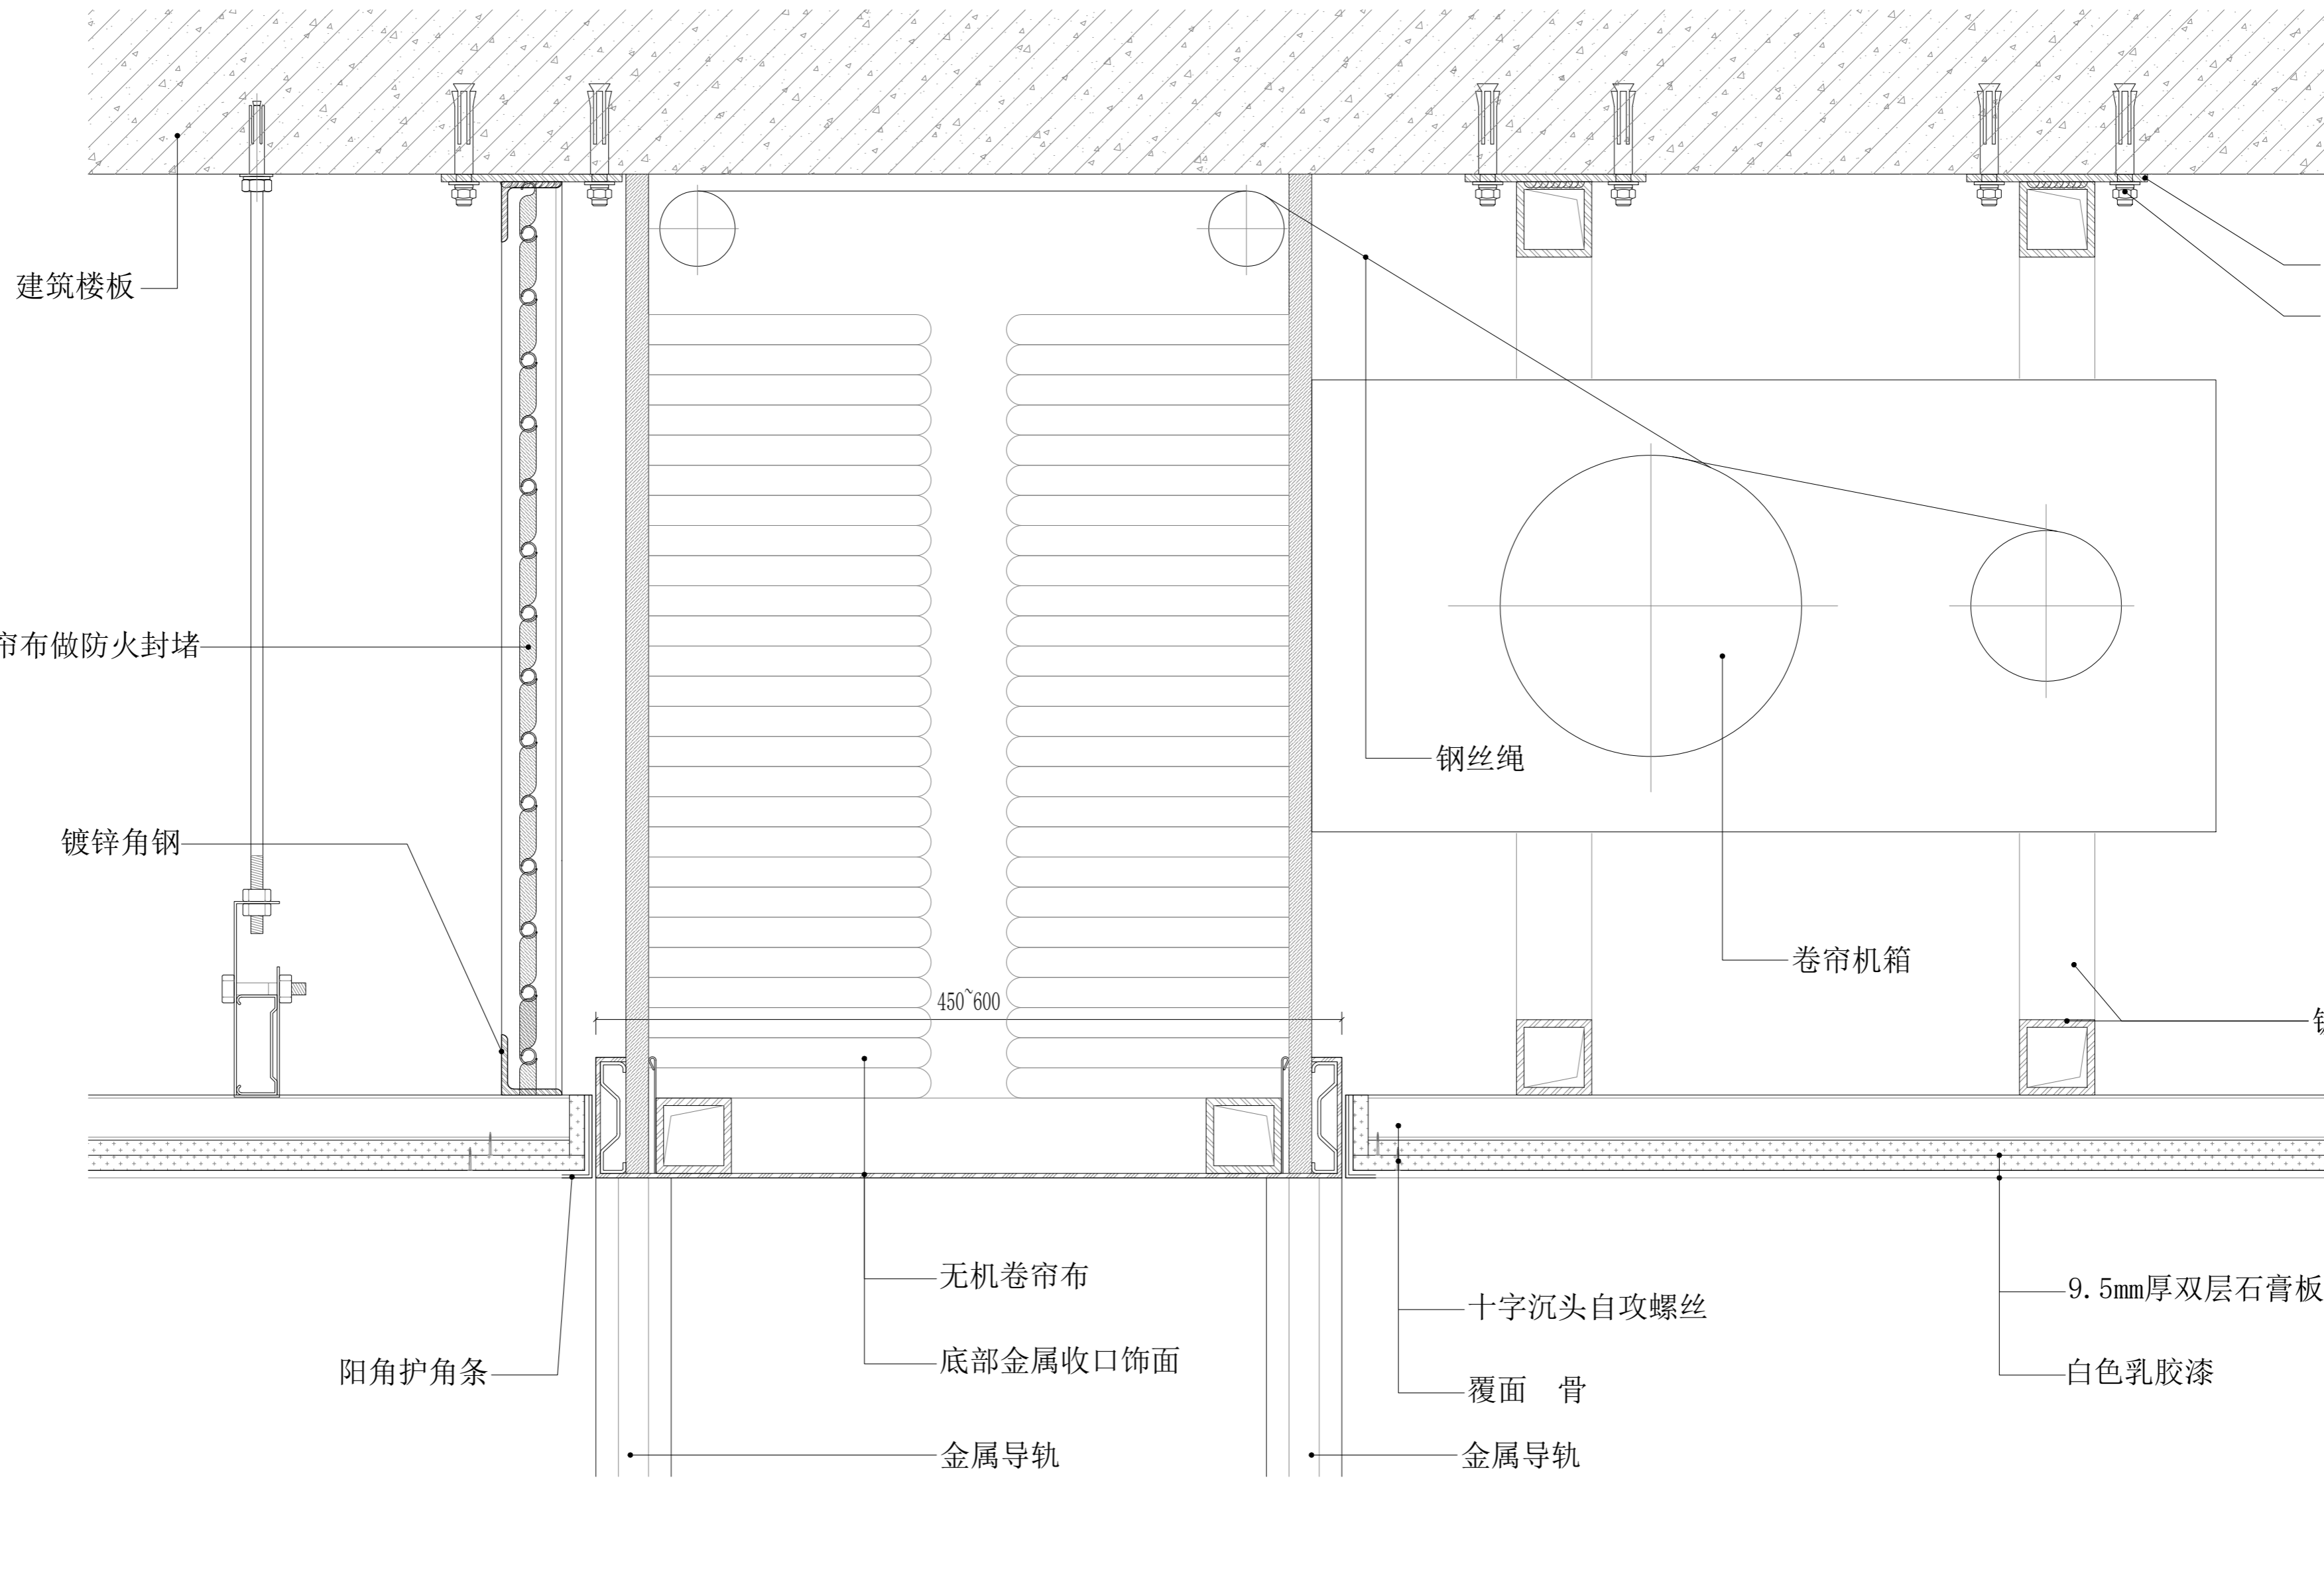 建筑楼板
帘布做防火封堵
钢丝绳
镀锌角钢
卷帘机箱
450~600
无机卷帘布
9.5mm厚双层石膏板
十字沉头自攻螺丝
底部金属收口饰面
阳角护角条
白色乳胶漆
覆面 骨
金属导轨
金属导轨